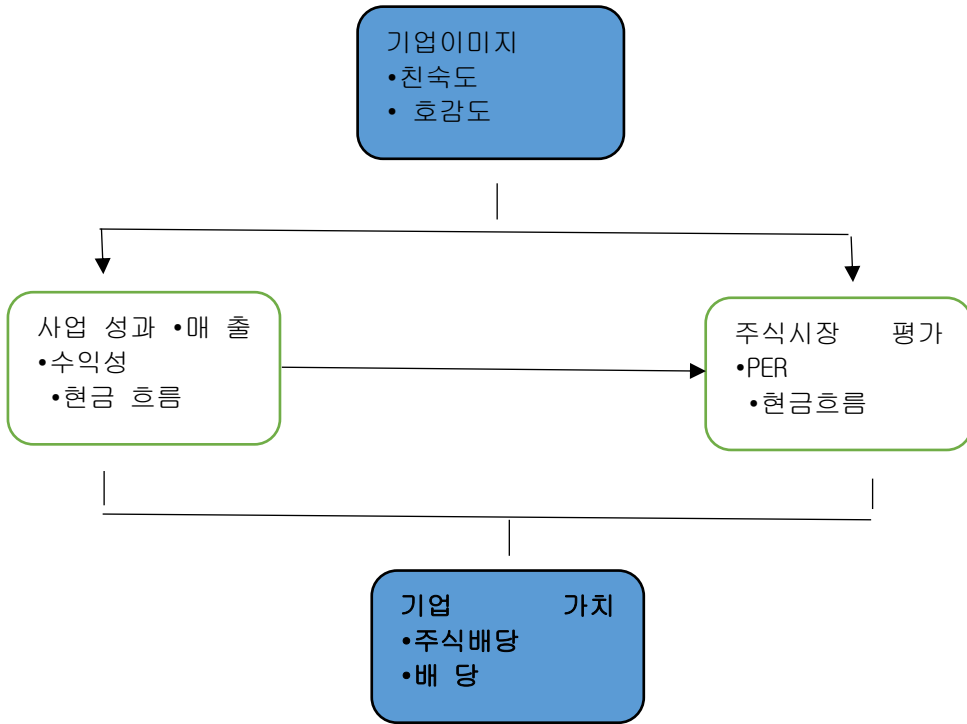 기업이미지
•친숙도
• 호감도
사업 성과 •매 출
•수익성
•현금 흐름
주식시장 평가
•PER
•현금흐름
기업 가치
•주식배당
•배 당